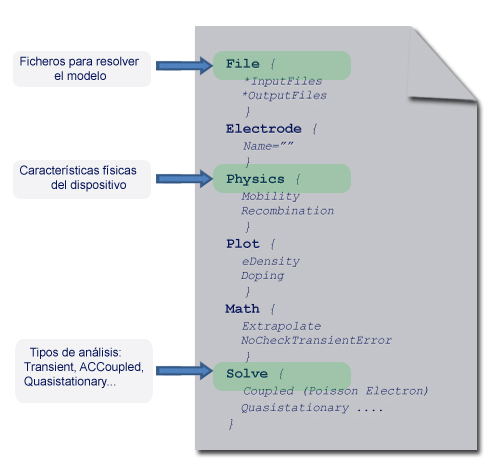 Ficheros para resolver
el modelo
File {
*InputFiles
*OutputFiles
}
Electrode {
Name=””
}
Características físicas
del dispositivo
Physics {
Mobility
Recombination
}
Plot {
eDensity
Doping
}
Math {
Extrapolate
NoCheckTransientError
}
Tipos de análisis:
Transient, ACCoupled,
Quasistationary...
Solve {
Coupled (Poisson Electron)
Quasistationary ....
}